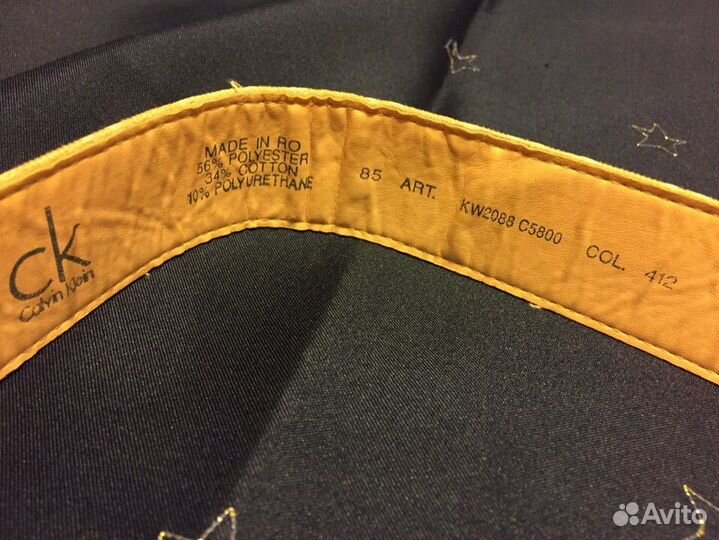 ck
Calvin Klein
MADE IN RO
56% POLYESTER
34% COTTON
10% POLYURETHANE
85 ART. KW2088 C5800 COL. 412
Avito